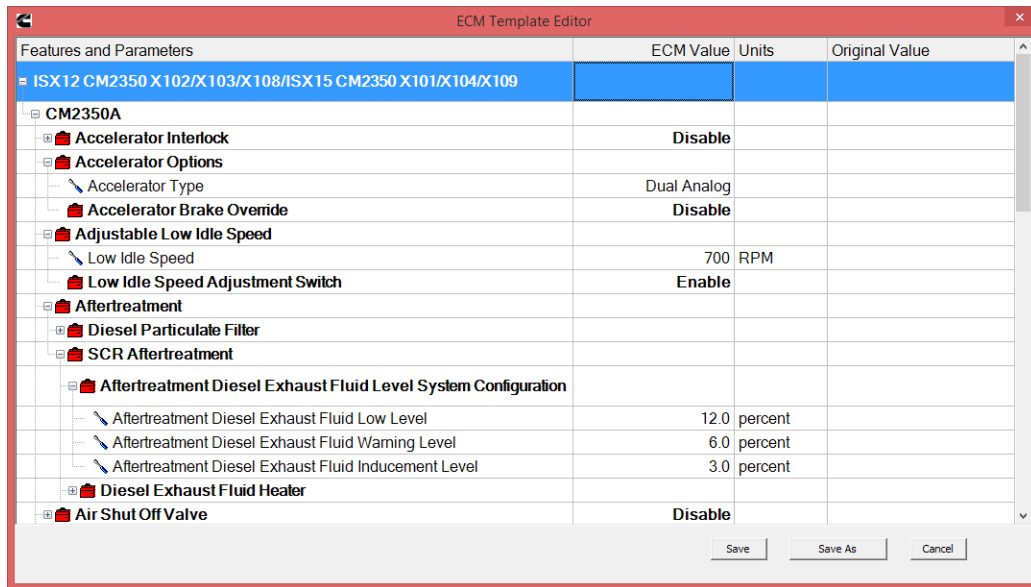 ECM Template Editor
Features and Parameters ECM Value Units Original Value
ISX12 CM2350 X102/X103/X108/ISX15 CM2350 X101/X104/X109
CM2350A
Accelerator Interlock Disable
Accelerator Options
Accelerator Type Dual Analog
Accelerator Brake Override Disable
Adjustable Low Idle Speed
Low Idle Speed 700 RPM
Low Idle Speed Adjustment Switch Enable
Aftertreatment
Diesel Particulate Filter
SCR Aftertreatment
Aftertreatment Diesel Exhaust Fluid Level System Configuration
Aftertreatment Diesel Exhaust Fluid Low Level 12.0 percent
Aftertreatment Diesel Exhaust Fluid Warning Level 6.0 percent
Aftertreatment Diesel Exhaust Fluid Inducement Level 3.0 percent
Diesel Exhaust Fluid Heater
Air Shut Off Valve Disable
Save Save As Cancel